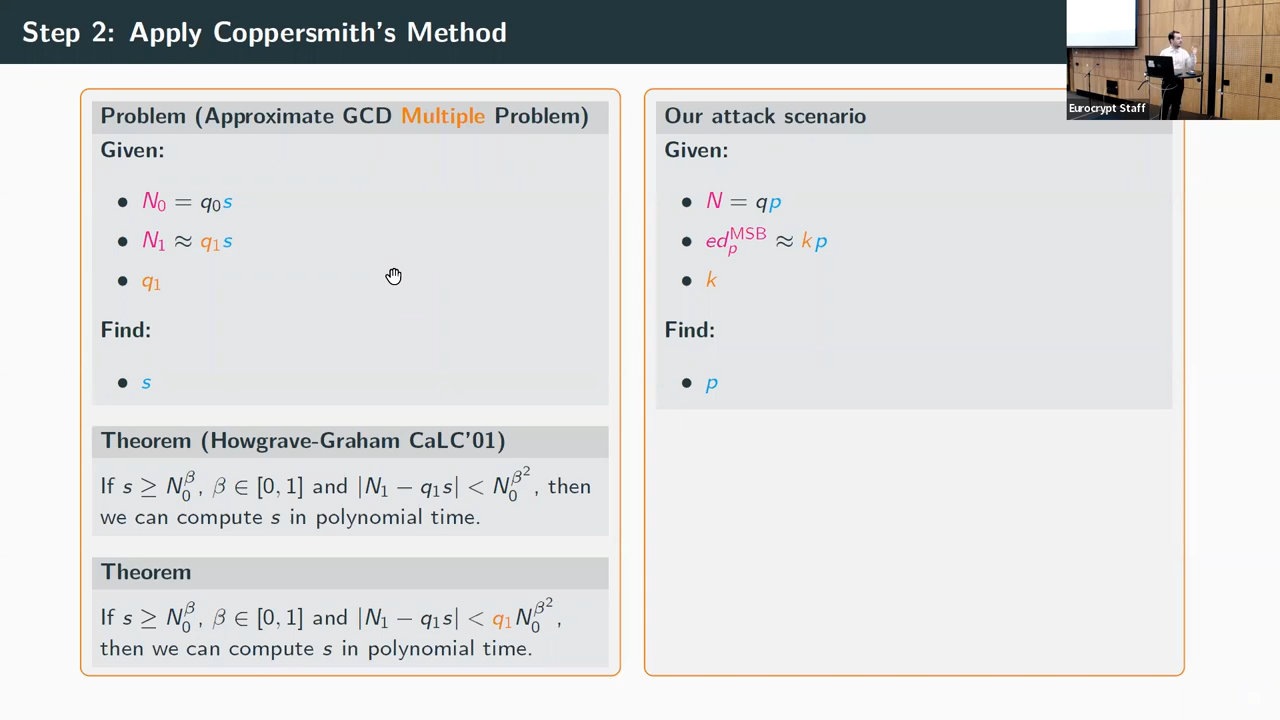 Step 2: Apply Coppersmith's Method
Eurocrypt Staff
Problem (Approximate GCD Multiple Problem)
Given:
• N₀ = q₀s
• N₁ ≈ q₁s
• q₁
Find:
• s
Theorem (Howgrave-Graham CaLC'01)
If s ≥ N₀^β, β ∈ [0, 1] and |N₁ − q₁s| < N₀^{β²}, then
we can compute s in polynomial time.
Theorem
If s ≥ N₀^β, β ∈ [0, 1] and |N₁ − q₁s| < q₁N₀^{β²},
then we can compute s in polynomial time.
Our attack scenario
Given:
• N = qp
• ed_p^MSB ≈ kp
• k
Find:
• p